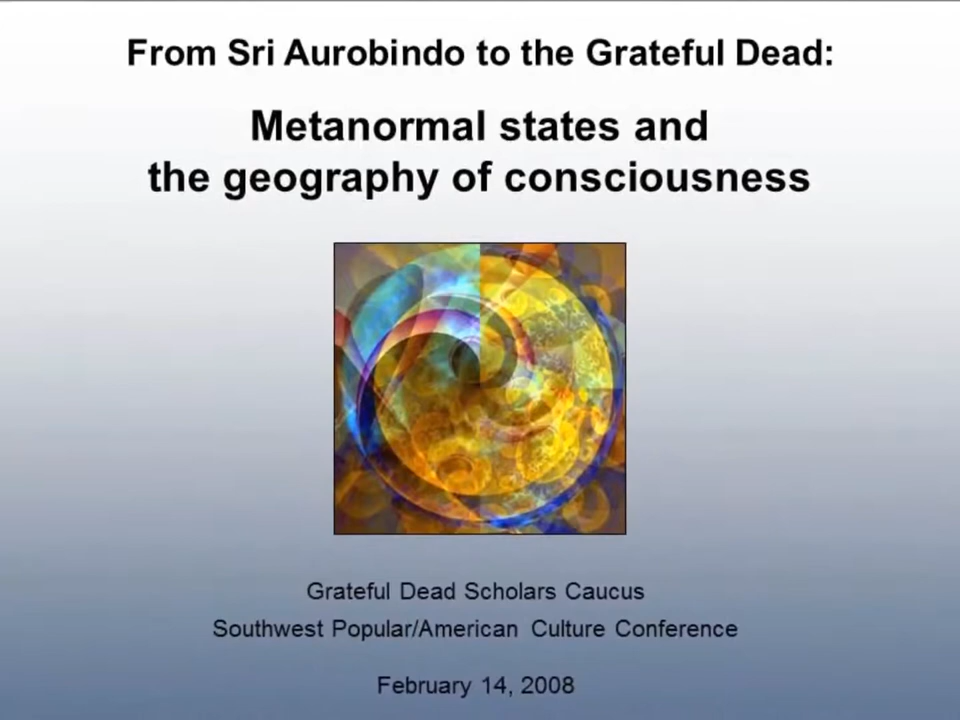 From Sri Aurobindo to the Grateful Dead:
Metanormal states and
the geography of consciousness
Grateful Dead Scholars Caucus
Southwest Popular/American Culture Conference
February 14, 2008